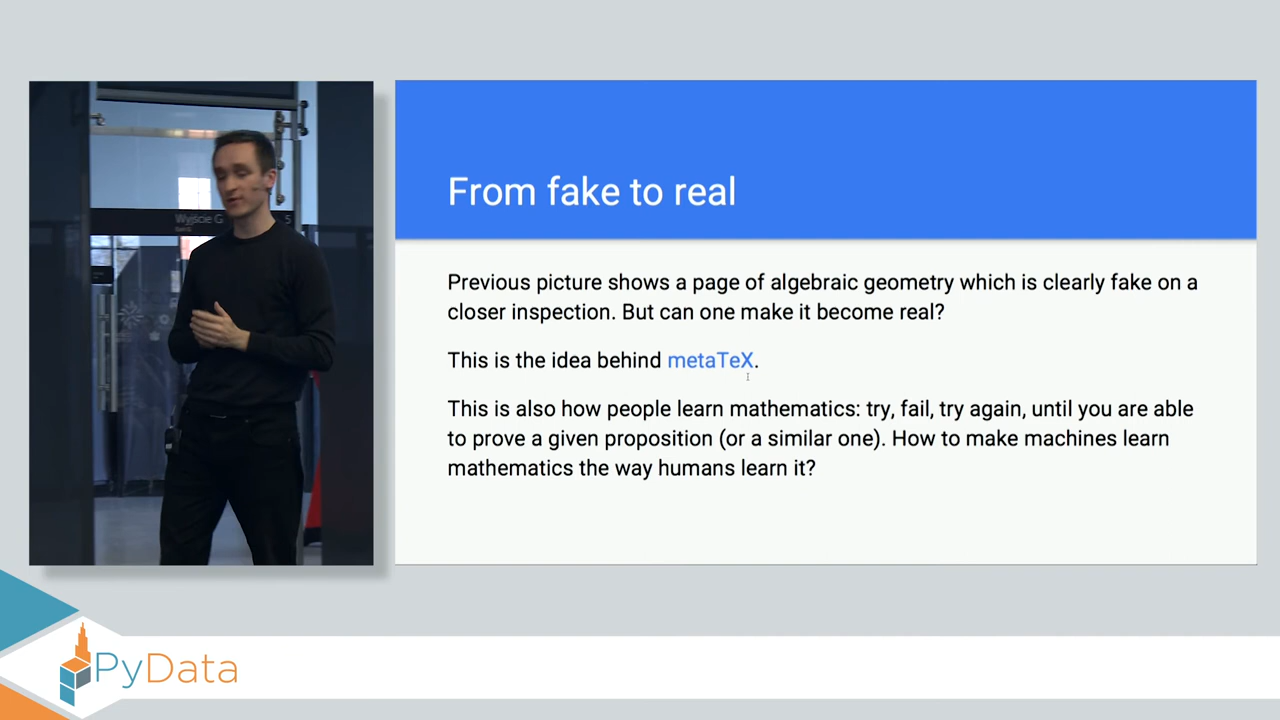 Wyjście G
5
From fake to real
Previous picture shows a page of algebraic geometry which is clearly fake on a
closer inspection. But can one make it become real?
This is the idea behind metaTeX.
This is also how people learn mathematics: try, fail, try again, until you are able
to prove a given proposition (or a similar one). How to make machines learn
mathematics the way humans learn it?
PyData